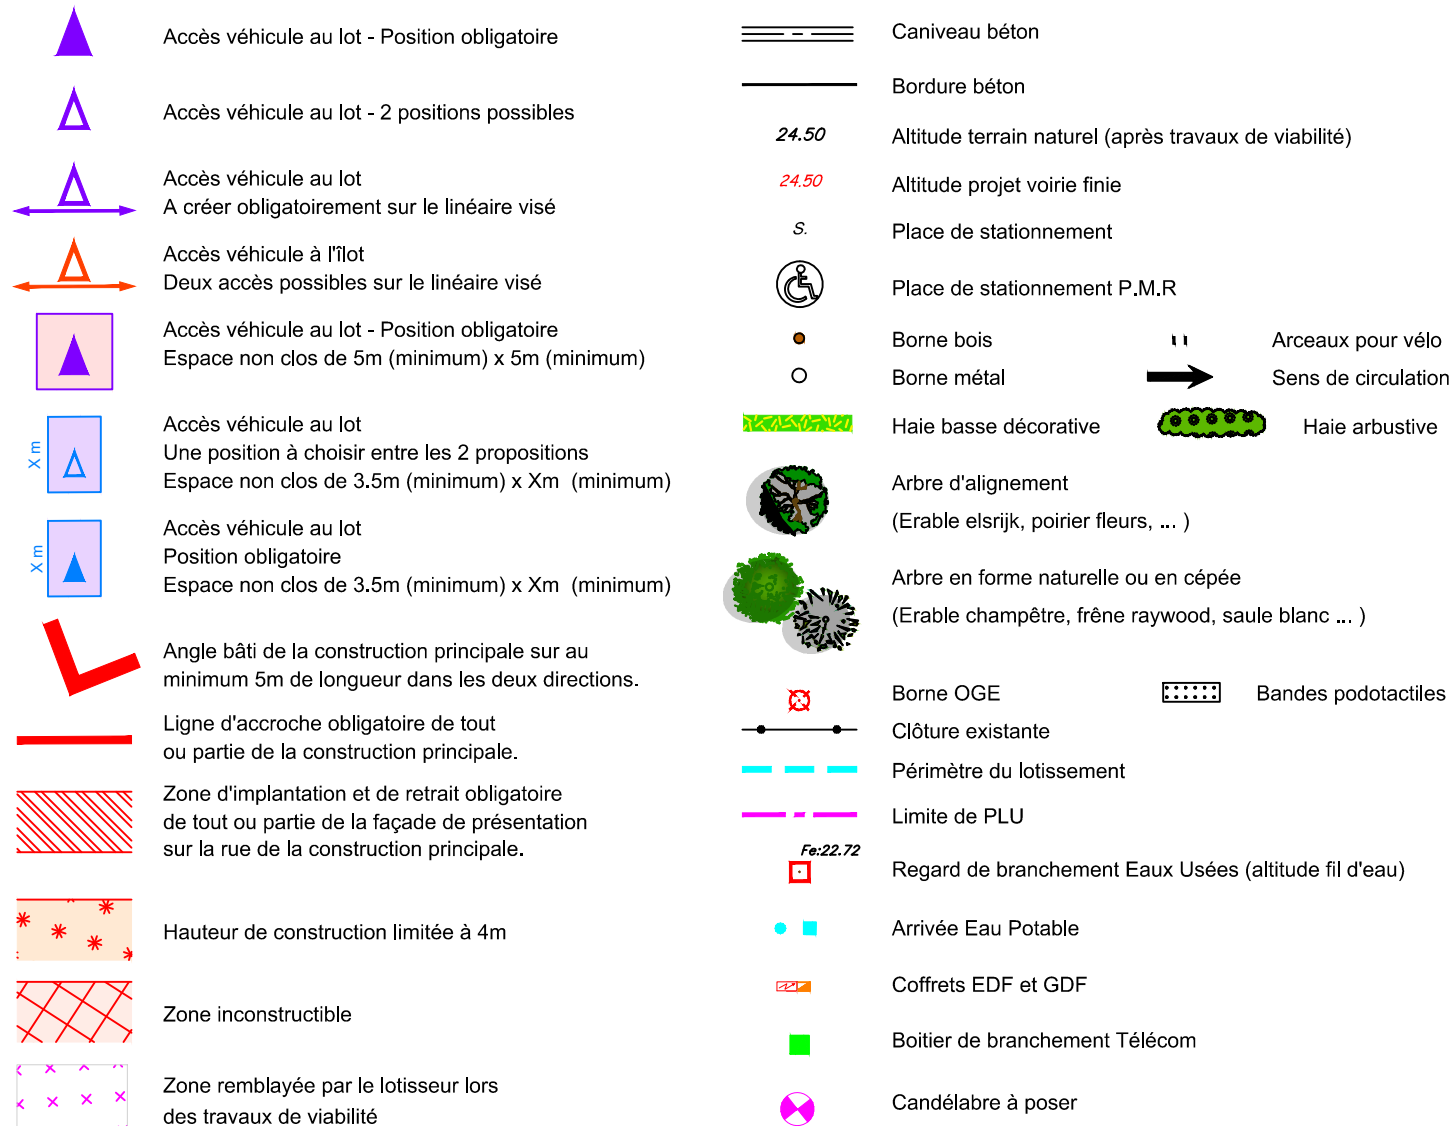 Accès véhicule au lot - Position obligatoire
Accès véhicule au lot - 2 positions possibles
Accès véhicule au lot
A créer obligatoirement sur le linéaire visé
Accès véhicule à l'îlot
Deux accès possibles sur le linéaire visé
Accès véhicule au lot - Position obligatoire
Espace non clos de 5m (minimum) x 5m (minimum)
X m
Accès véhicule au lot
Une position à choisir entre les 2 propositions
Espace non clos de 3.5m (minimum) x Xm (minimum)
X m
Accès véhicule au lot
Position obligatoire
Espace non clos de 3.5m (minimum) x Xm (minimum)
Angle bâti de la construction principale sur au
minimum 5m de longueur dans les deux directions.
Ligne d'accroche obligatoire de tout
ou partie de la construction principale.
Zone d'implantation et de retrait obligatoire
de tout ou partie de la façade de présentation
sur la rue de la construction principale.
Hauteur de construction limitée à 4m
Zone inconstructible
Zone remblayée par le lotisseur lors
des travaux de viabilité
Caniveau béton
Bordure béton
24.50 Altitude terrain naturel (après travaux de viabilité)
24.50 Altitude projet voirie finie
S. Place de stationnement
Place de stationnement P.M.R
Borne bois
Arceaux pour vélo
Borne métal
Sens de circulation
Haie basse décorative
Haie arbustive
Arbre d'alignement
(Erable elsrijk, poirier fleurs, ... )
Arbre en forme naturelle ou en cépée
(Erable champêtre, frêne raywood, saule blanc ... )
Borne OGE
Bandes podotactiles
Clôture existante
Périmètre du lotissement
Limite de PLU
Fe:22.72
Regard de branchement Eaux Usées (altitude fil d'eau)
Arrivée Eau Potable
Coffrets EDF et GDF
Boitier de branchement Télécom
Candélabre à poser